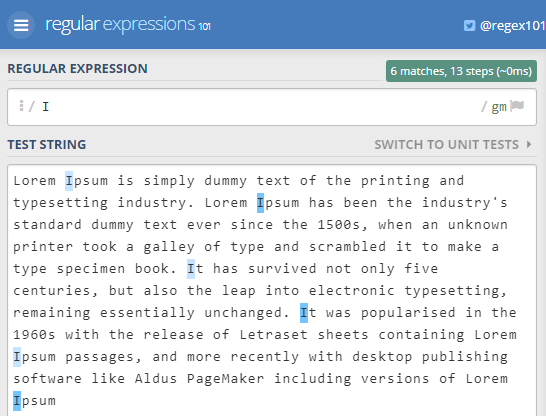 regular expressions 101
@regex101
REGULAR EXPRESSION
6 matches, 13 steps (~0ms)
/ I
/ gm
TEST STRING
SWITCH TO UNIT TESTS
Lorem Ipsum is simply dummy text of the printing and
typesetting industry. Lorem Ipsum has been the industry's
standard dummy text ever since the 1500s, when an unknown
printer took a galley of type and scrambled it to make a
type specimen book. It has survived not only five
centuries, but also the leap into electronic typesetting,
remaining essentially unchanged. It was popularised in the
1960s with the release of Letraset sheets containing Lorem
Ipsum passages, and more recently with desktop publishing
software like Aldus PageMaker including versions of Lorem
Ipsum